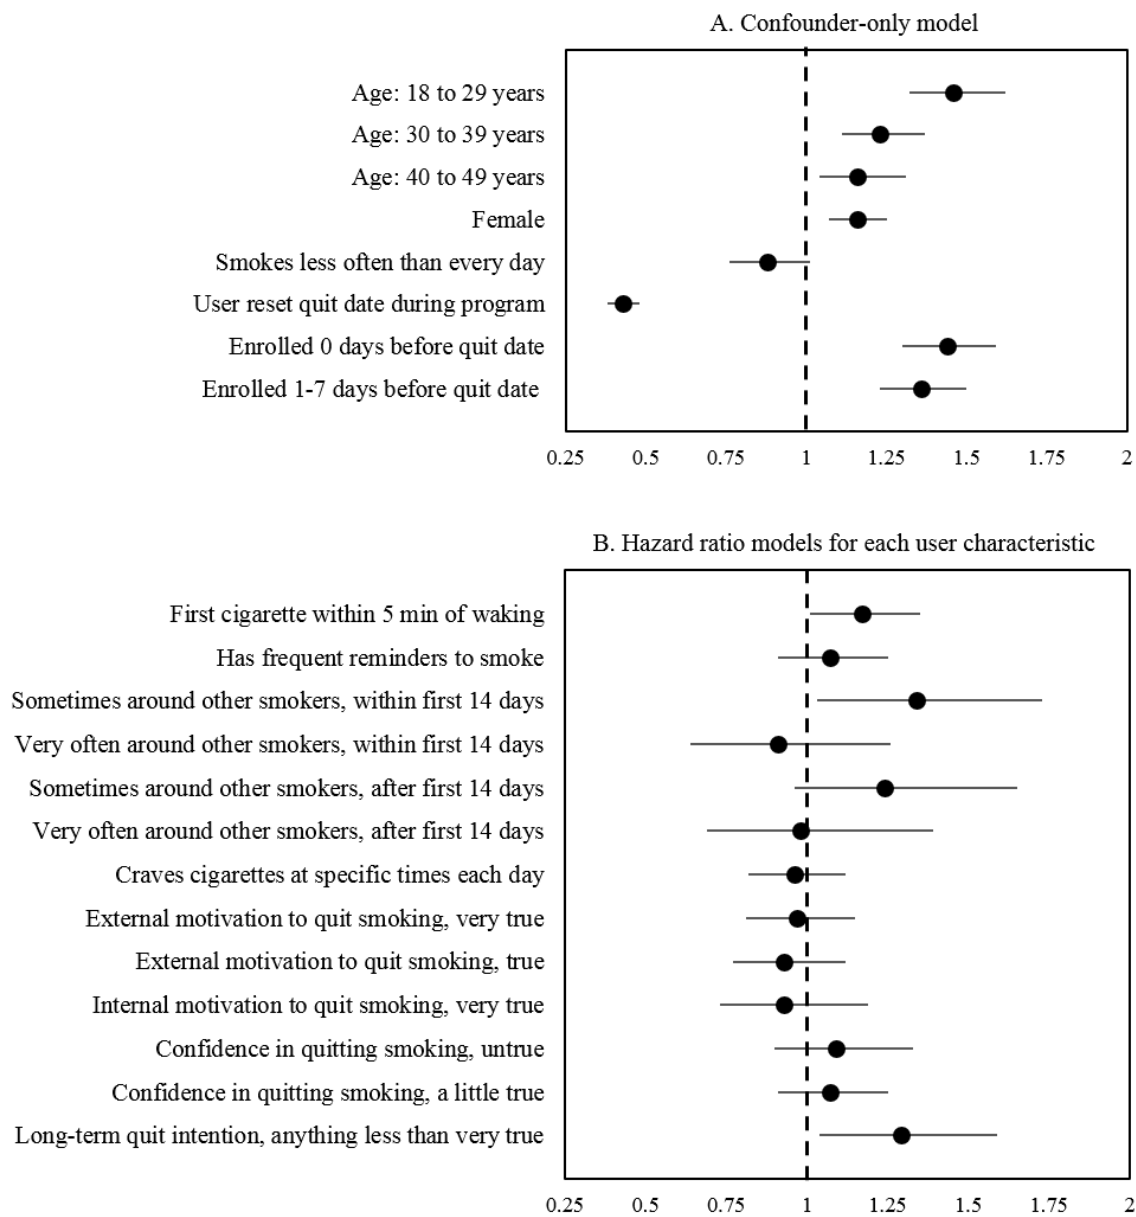 A. Confounder-only model
Age: 18 to 29 years
Age: 30 to 39 years
Age: 40 to 49 years
Female
Smokes less often than every day
User reset quit date during program
Enrolled 0 days before quit date
Enrolled 1-7 days before quit date
0.25 0.5 0.75 1 1.25 1.5 1.75 2
B. Hazard ratio models for each user characteristic
First cigarette within 5 min of waking
Has frequent reminders to smoke
Sometimes around other smokers, within first 14 days
Very often around other smokers, within first 14 days
Sometimes around other smokers, after first 14 days
Very often around other smokers, after first 14 days
Craves cigarettes at specific times each day
External motivation to quit smoking, very true
External motivation to quit smoking, true
Internal motivation to quit smoking, very true
Confidence in quitting smoking, untrue
Confidence in quitting smoking, a little true
Long-term quit intention, anything less than very true
0.25 0.5 0.75 1 1.25 1.5 1.75 2